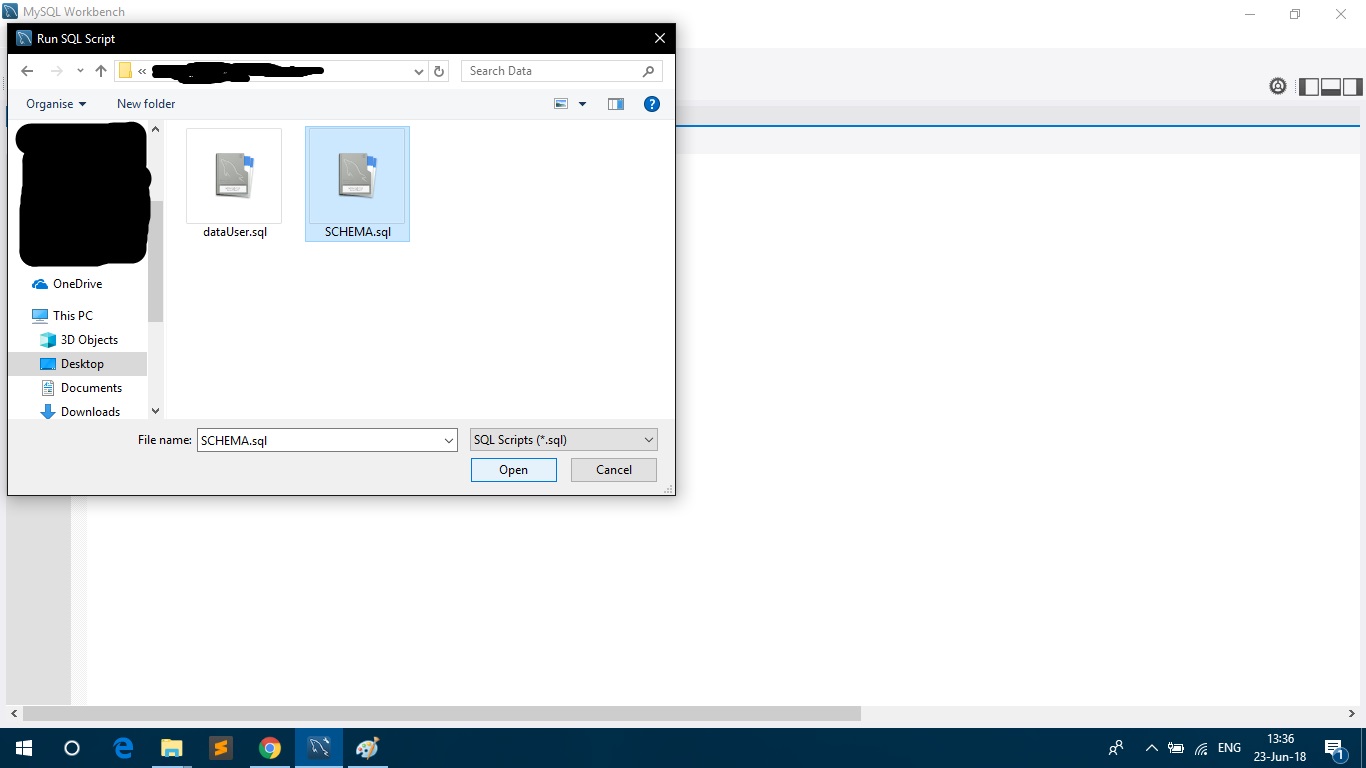 MySQL Workbench
Run SQL Script
«
Search Data
Organise
New folder
?
dataUser.sql
SCHEMA.sql
OneDrive
This PC
3D Objects
Desktop
Documents
Downloads
File name:
SCHEMA.sql
SQL Scripts (*.sql)
Open
Cancel
ENG
13:36
23-Jun-18
1